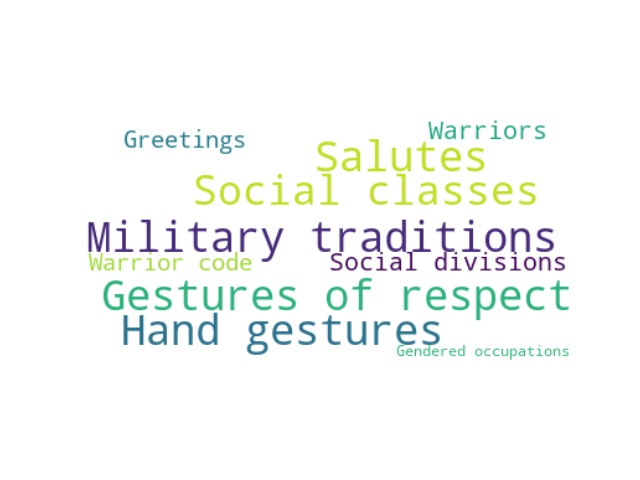 Warriors
Greetings
Salutes
Social classes
Military traditions
Warrior code
Social divisions
Gestures of respect
Hand gestures
Gendered occupations